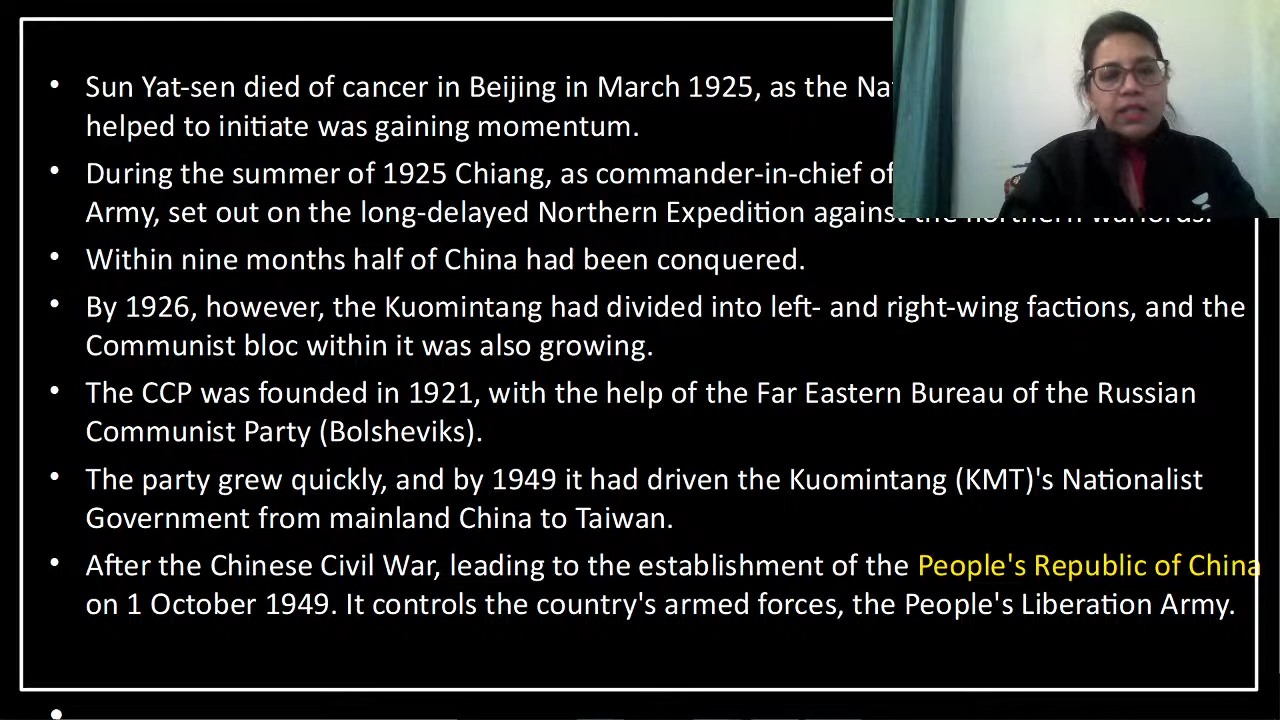 • Sun Yat-sen died of cancer in Beijing in March 1925, as the
helped to initiate was gaining momentum.
• During the summer of 1925 Chiang, as commander-in-chief of
Army, set out on the long-delayed Northern Expedition against the northern warlords.
• Within nine months half of China had been conquered.
• By 1926, however, the Kuomintang had divided into left- and right-wing factions, and the
Communist bloc within it was also growing.
• The CCP was founded in 1921, with the help of the Far Eastern Bureau of the Russian
Communist Party (Bolsheviks).
• The party grew quickly, and by 1949 it had driven the Kuomintang (KMT)'s Nationalist
Government from mainland China to Taiwan.
• After the Chinese Civil War, leading to the establishment of the People's Republic of China
on 1 October 1949. It controls the country's armed forces, the People's Liberation Army.